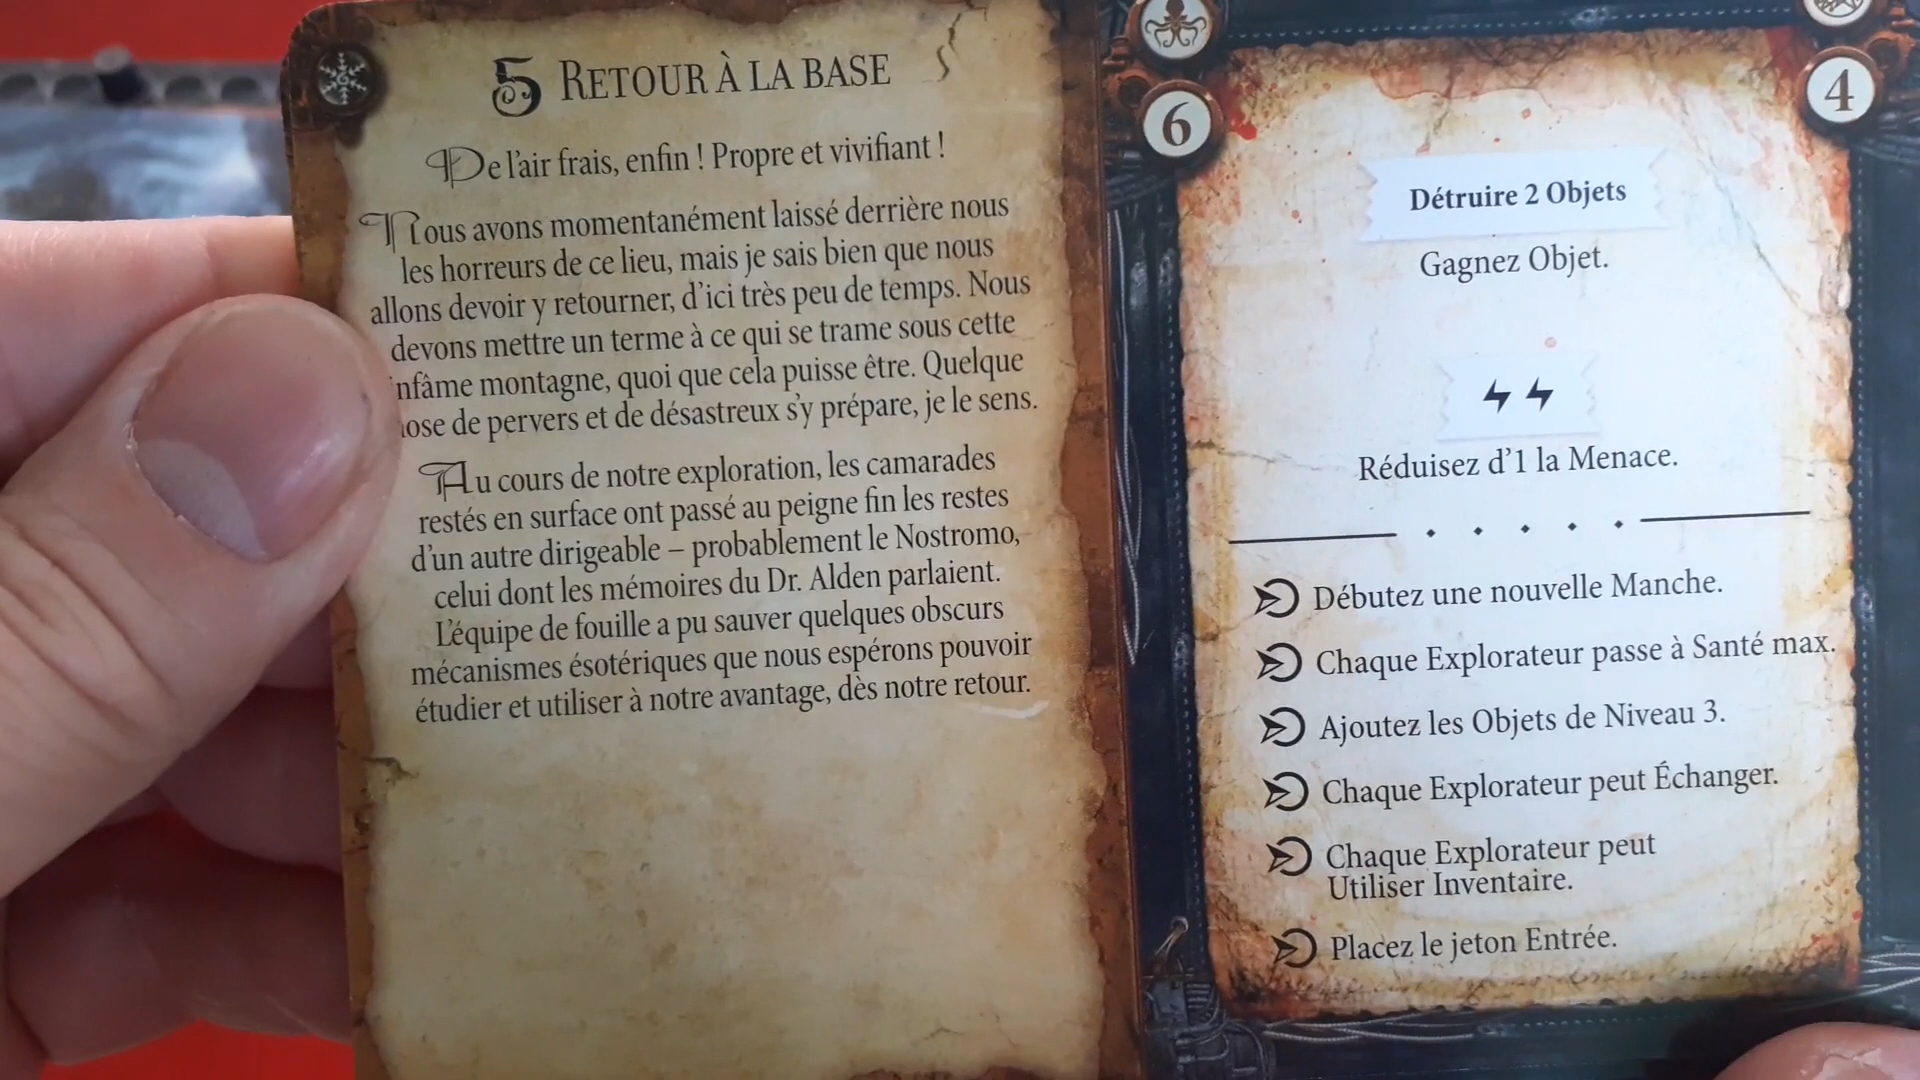 5 RETOUR À LA BASE
De l'air frais, enfin ! Propre et vivifiant !
Nous avons momentanément laissé derrière nous
les horreurs de ce lieu, mais je sais bien que nous
allons devoir y retourner, d'ici très peu de temps. Nous
devons mettre un terme à ce qui se trame sous cette
nfâme montagne, quoi que cela puisse être. Quelque
ose de pervers et de désastreux s'y prépare, je le sens.
Au cours de notre exploration, les camarades
restés en surface ont passé au peigne fin les restes
d'un autre dirigeable – probablement le Nostromo,
celui dont les mémoires du Dr. Alden parlaient.
L'équipe de fouille a pu sauver quelques obscurs
mécanismes ésotériques que nous espérons pouvoir
étudier et utiliser à notre avantage, dès notre retour.
6
4
Détruire 2 Objets
Gagnez Objet.
Réduisez d'1 la Menace.
Débutez une nouvelle Manche.
Chaque Explorateur passe à Santé max.
Ajoutez les Objets de Niveau 3.
Chaque Explorateur peut Échanger.
Chaque Explorateur peut
Utiliser Inventaire.
Placez le jeton Entrée.